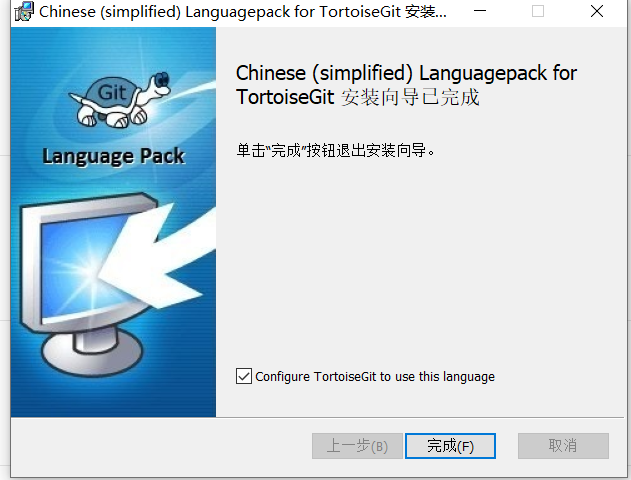 Chinese (simplified) Languagepack for TortoiseGit 安装...
Git
Language Pack
Chinese (simplified) Languagepack for
TortoiseGit 安装向导已完成
单击“完成”按钮退出安装向导。
Configure TortoiseGit to use this language
上一步(B)
完成(F)
取消